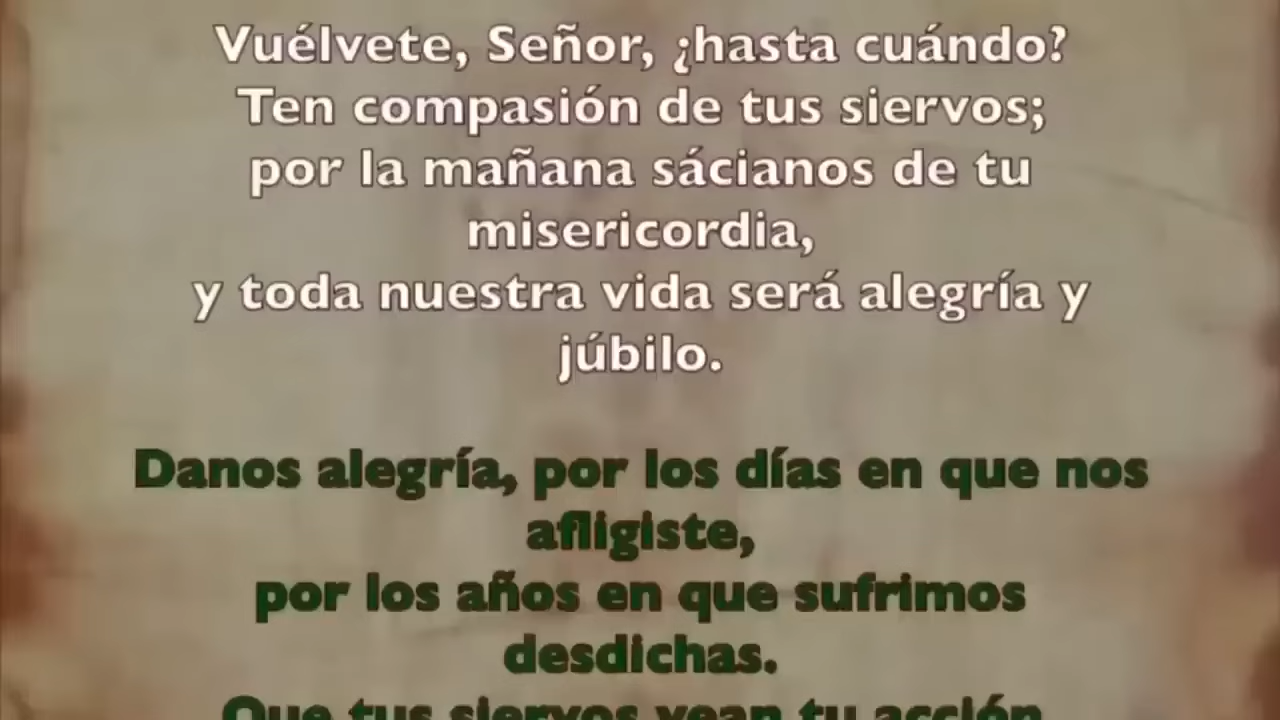 Vuélvete, Señor, ¿hasta cuándo?
Ten compasión de tus siervos;
por la mañana sácianos de tu
misericordia,
y toda nuestra vida será alegría y
júbilo.
Danos alegría, por los días en que nos
afligiste,
por los años en que sufrimos
desdichas.
Que tus siervos vean tu acción